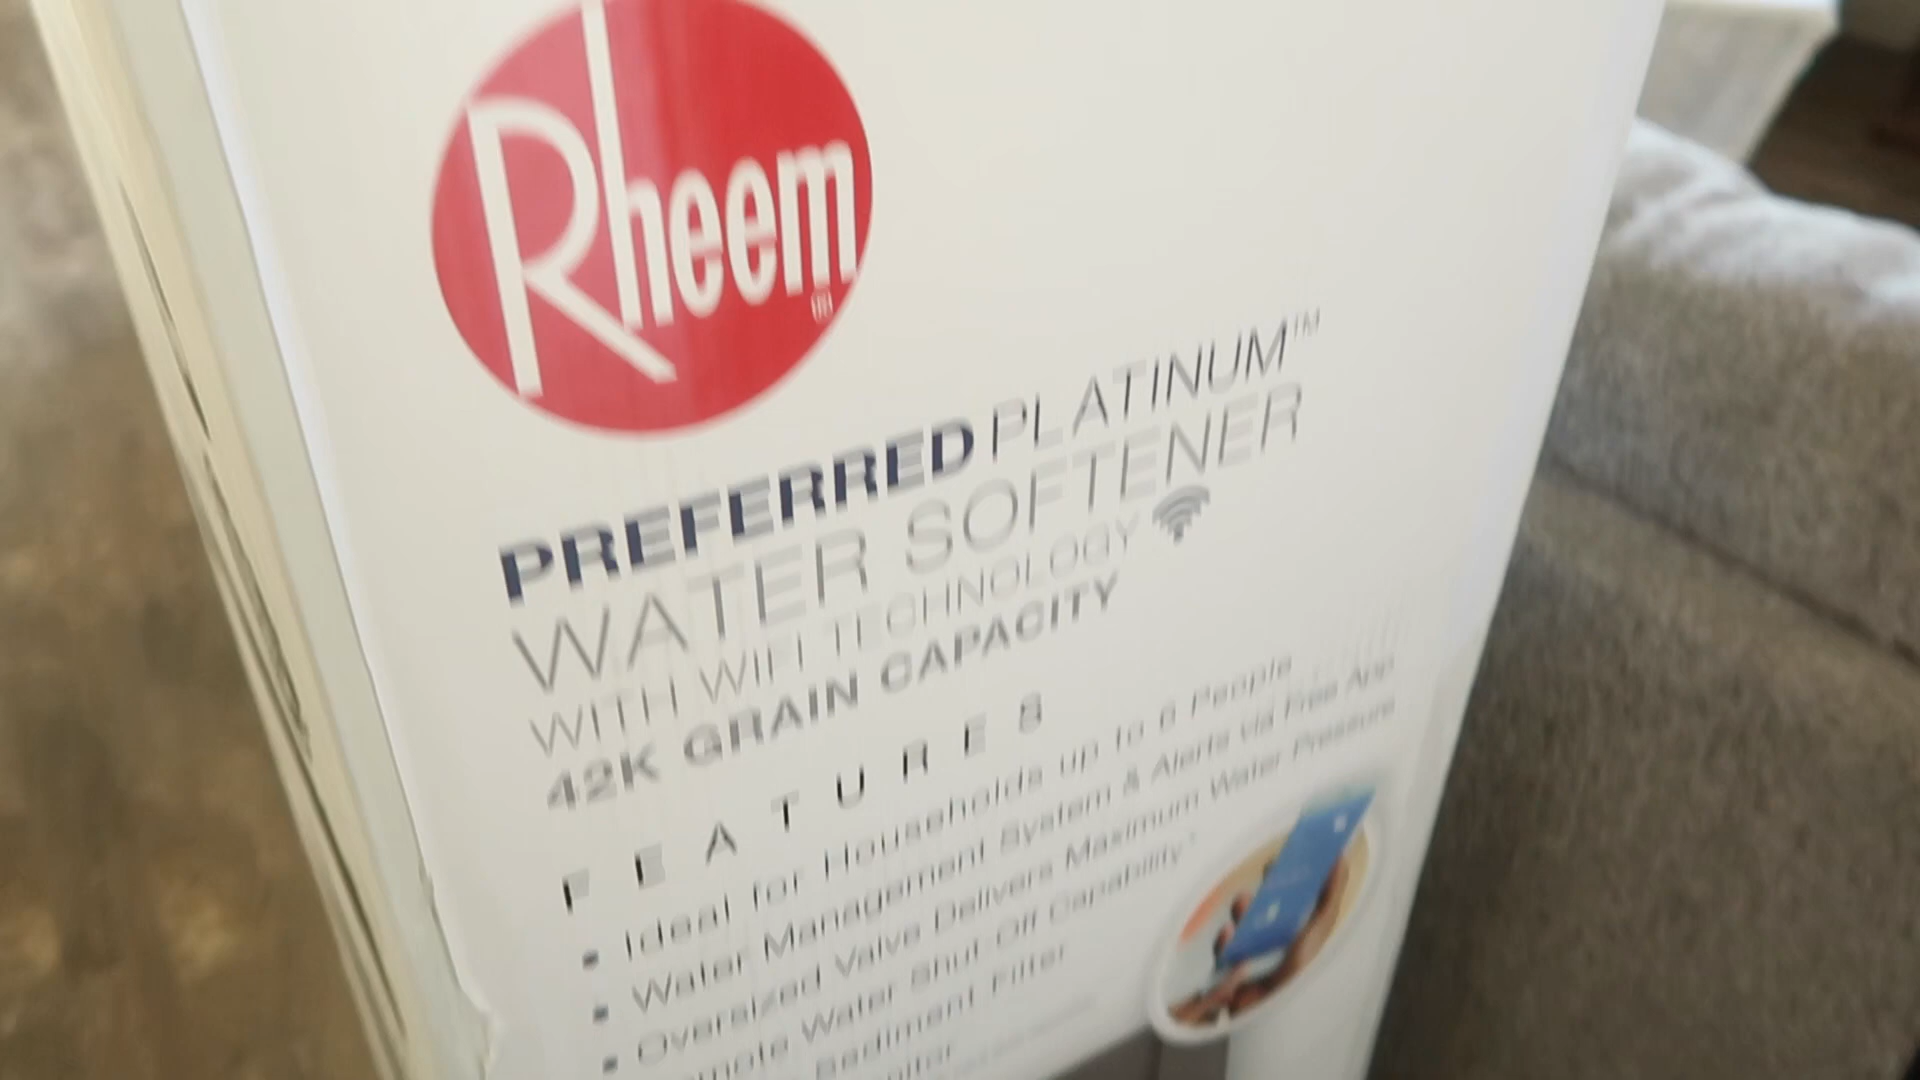 Rheem
PREFERRED PLATINUM™
WATER SOFTENER
WITH WIFI TECHNOLOGY
42K GRAIN CAPACITY
FEATURES
• Ideal for Households up to 6 People
• Water Management System & Alerts via Free App
• Oversized Valve Delivers Maximum Water Pressure
Water Shut-Off Capability*
Sediment Filter